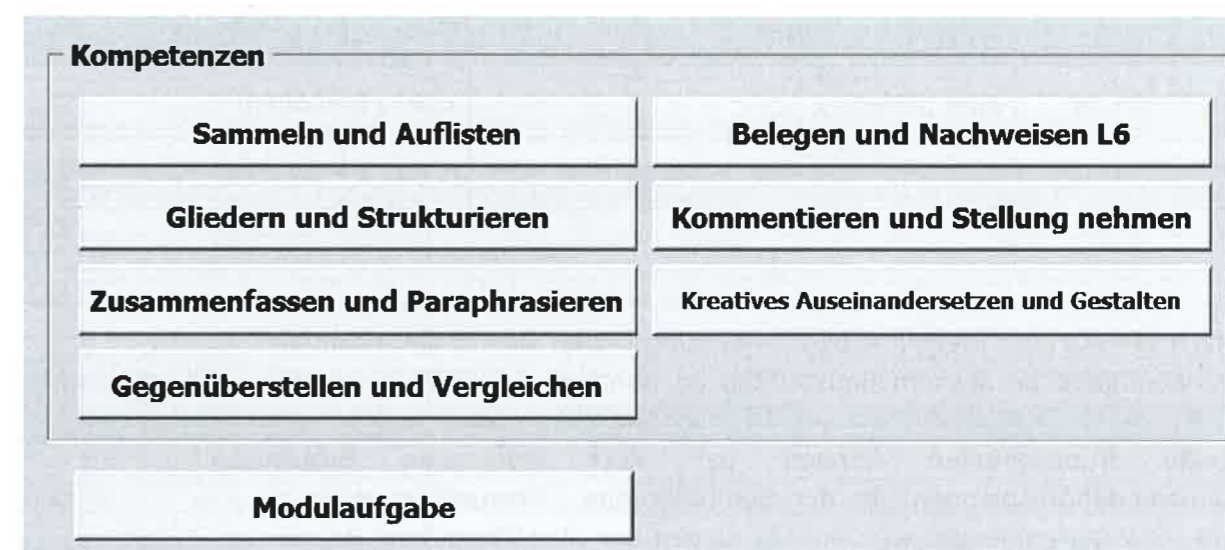 Kompetenzen
Sammeln und Auflisten
Belegen und Nachweisen L6
Gliedern und Strukturieren
Kommentieren und Stellung nehmen
Zusammenfassen und Paraphrasieren
Kreatives Auseinandersetzen und Gestalten
Gegenüberstellen und Vergleichen
Modulaufgabe